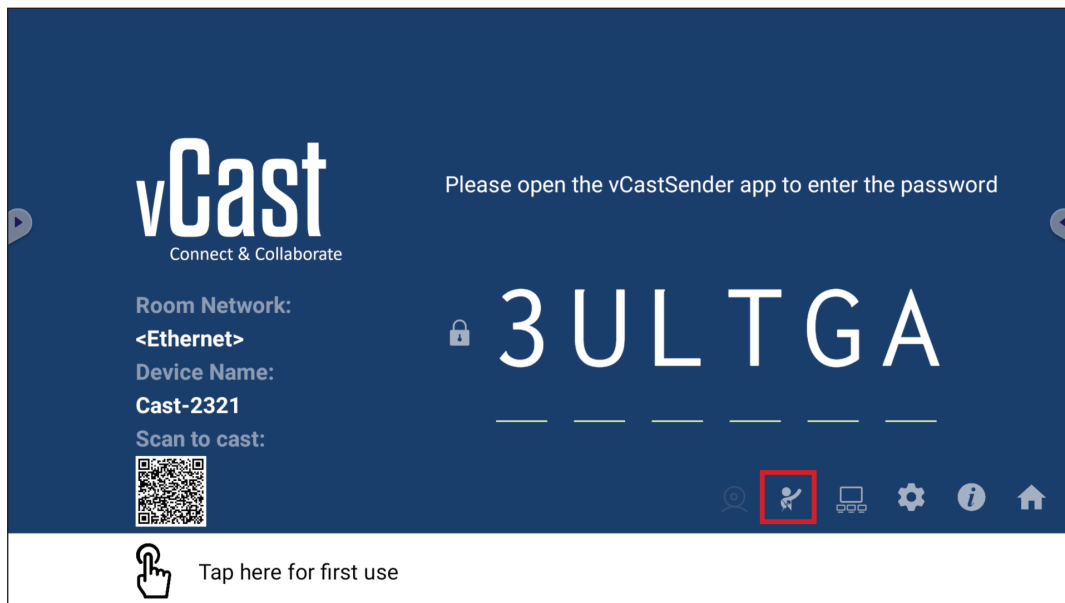 vCast
Connect & Collaborate
Please open the vCastSender app to enter the password
Room Network:
<Ethernet>
Device Name:
Cast-2321
Scan to cast:
3ULTGA
Tap here for first use